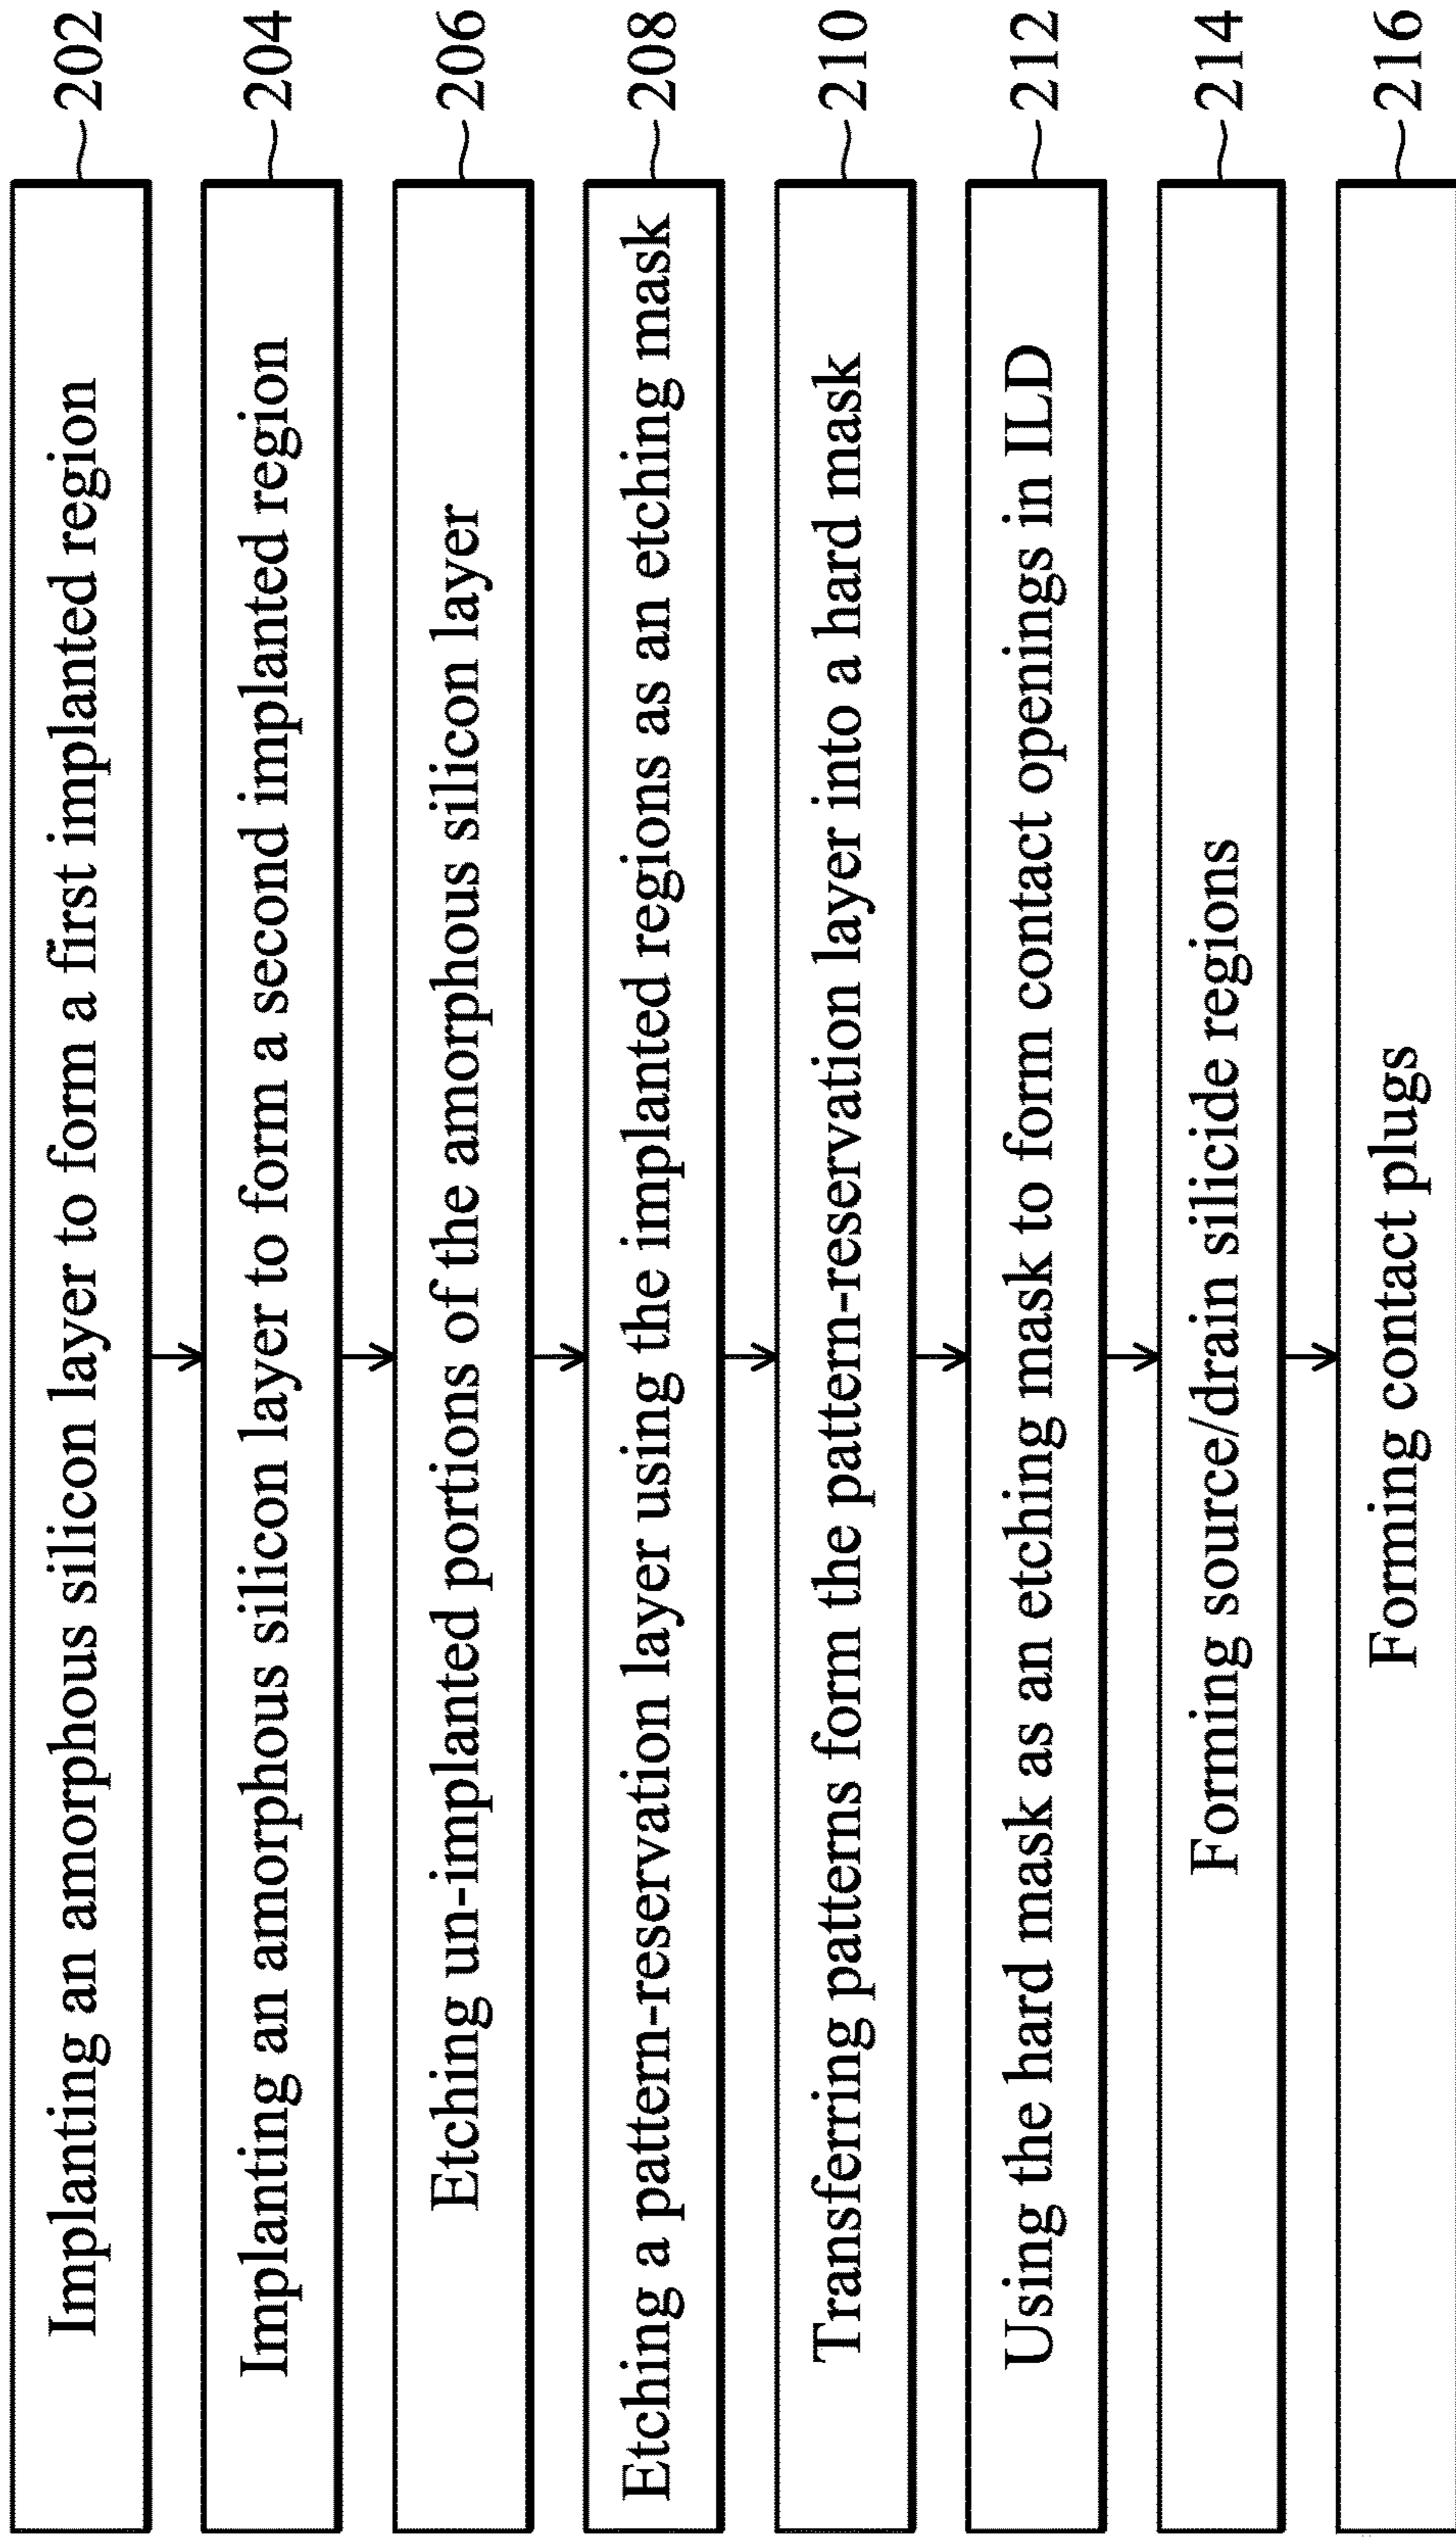 Implanting an amorphous silicon layer to form a first implanted region 202
Implanting an amorphous silicon layer to form a second implanted region 204
Etching un-implanted portions of the amorphous silicon layer 206
Etching a pattern-reservation layer using the implanted regions as an etching mask 208
Transferring patterns form the pattern-reservation layer into a hard mask 210
Using the hard mask as an etching mask to form contact openings in ILD 212
Forming source/drain silicide regions 214
Forming contact plugs 216